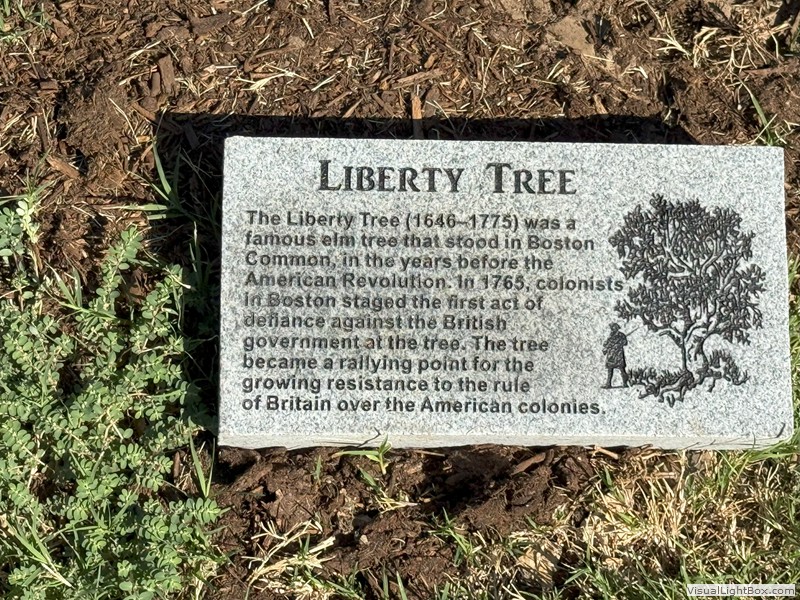 LIBERTY TREE
The Liberty Tree (1646–1775) was a
famous elm tree that stood in Boston
Common, in the years before the
American Revolution. In 1765, colonists
in Boston staged the first act of
defiance against the British
government at the tree. The tree
became a rallying point for the
growing resistance to the rule
of Britain over the American colonies.
VisualLightBox.com